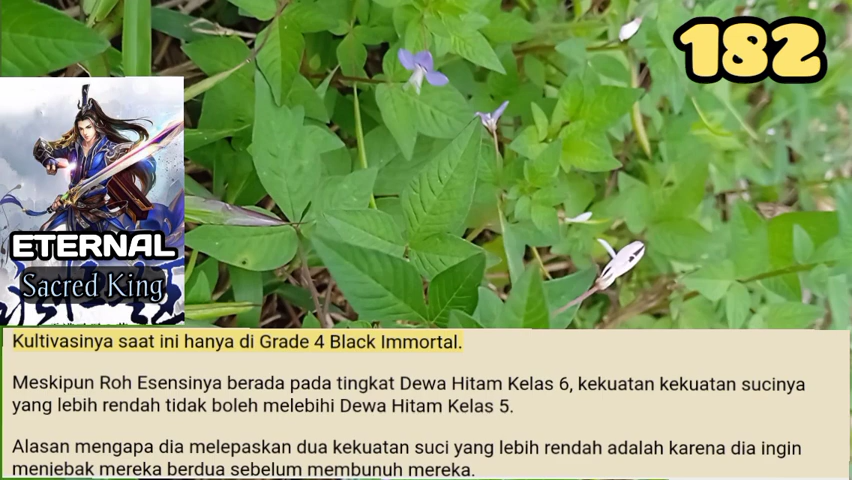 182
ETERNAL
Sacred King
Kultivasinya saat ini hanya di Grade 4 Black Immortal.
Meskipun Roh Esensinya berada pada tingkat Dewa Hitam Kelas 6, kekuatan kekuatan sucinya
yang lebih rendah tidak boleh melebihi Dewa Hitam Kelas 5.
Alasan mengapa dia melepaskan dua kekuatan suci yang lebih rendah adalah karena dia ingin
menjebak mereka berdua sebelum membunuh mereka.